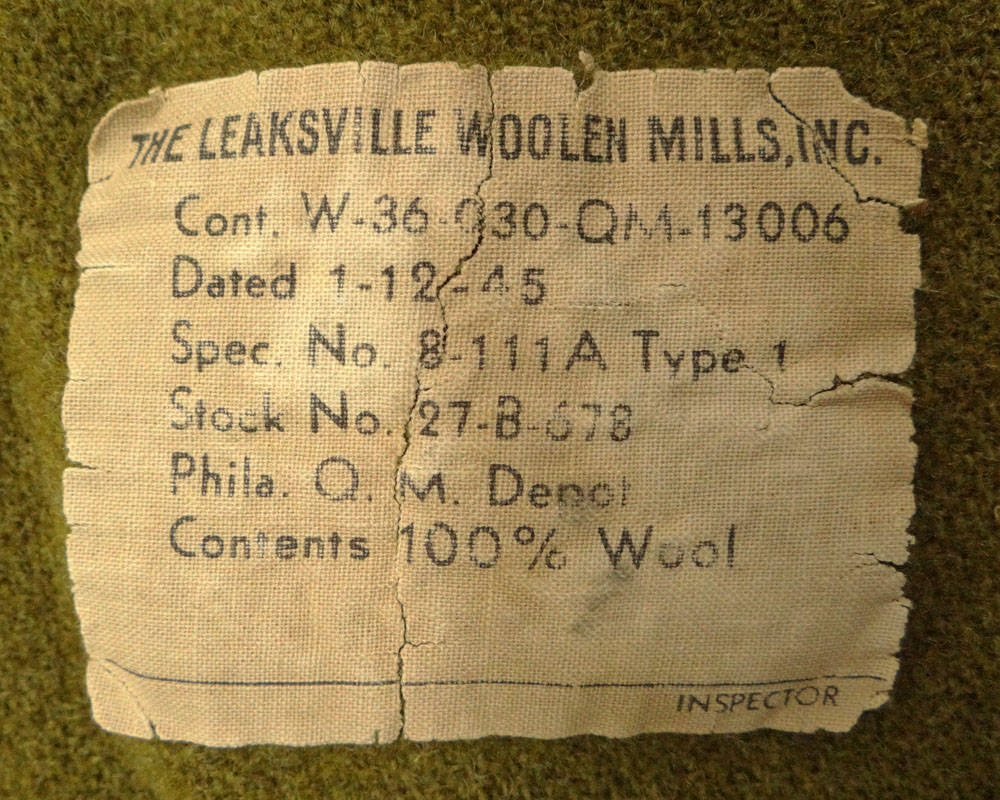 THE LEAKSVILLE WOOLEN MILLS, INC.
Cont. W-36-030-QM-13006
Dated 1-12-45
Spec. No. 8-111A Type 1
Stock No. 27-B-678
Phila. Q. M. Depot
Contents 100% Wool
INSPECTOR